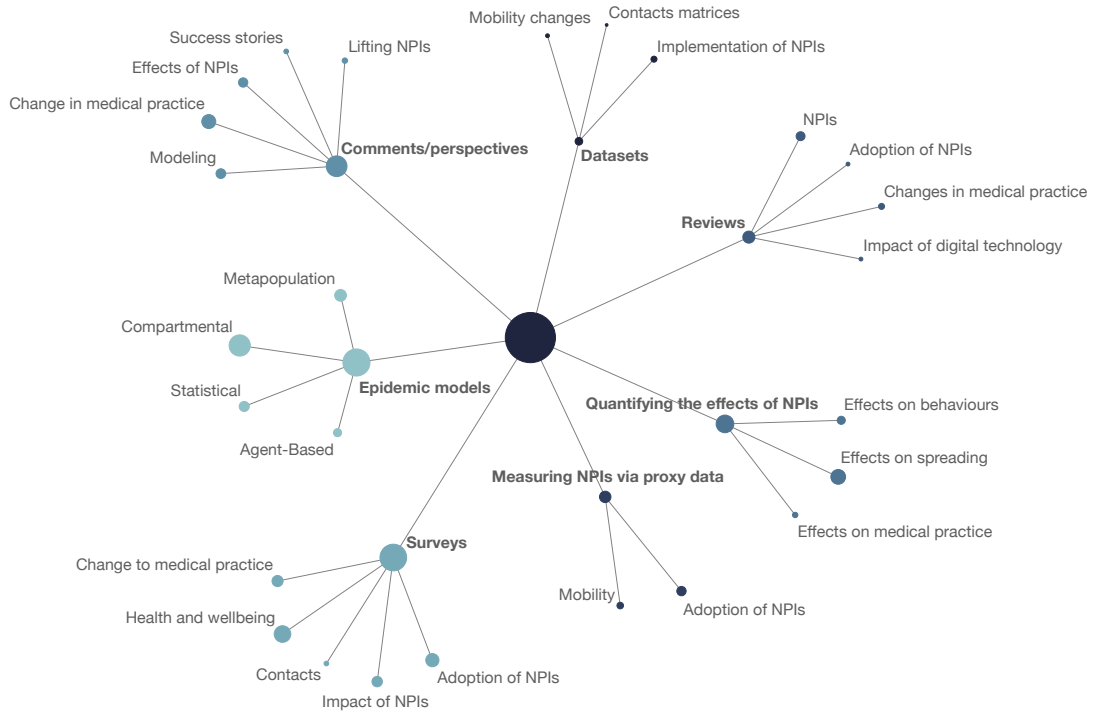 Mobility changes
Contacts matrices
Implementation of NPIs
Datasets
Success stories
Lifting NPIs
Effects of NPIs
Change in medical practice
Modeling
Comments/perspectives
NPIs
Adoption of NPIs
Changes in medical practice
Impact of digital technology
Reviews
Metapopulation
Compartmental
Statistical
Agent-Based
Epidemic models
Quantifying the effects of NPIs
Effects on behaviours
Effects on spreading
Effects on medical practice
Measuring NPIs via proxy data
Mobility
Adoption of NPIs
Surveys
Change to medical practice
Health and wellbeing
Contacts
Impact of NPIs
Adoption of NPIs